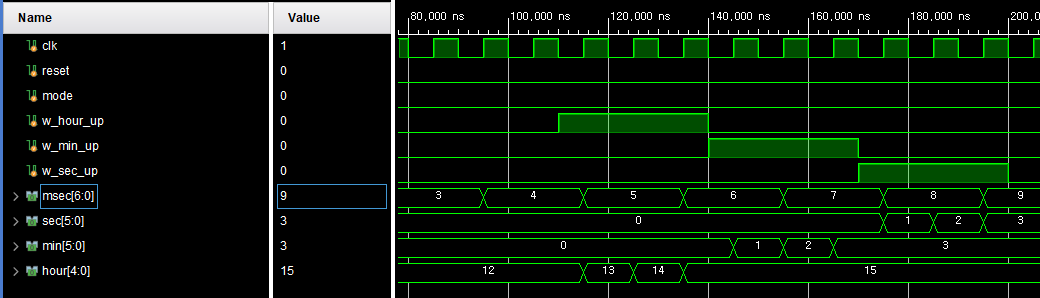 Name Value 80,000 ns 100,000 ns 120,000 ns 140,000 ns 160,000 ns 180,000 ns 200,0
clk 1
reset 0
mode 0
w_hour_up 0
w_min_up 0
w_sec_up 0
msec[6:0] 9 3 4 5 6 7 8 9
sec[5:0] 3 0 1 2 3
min[5:0] 3 0 1 2 3
hour[4:0] 15 12 13 14 15